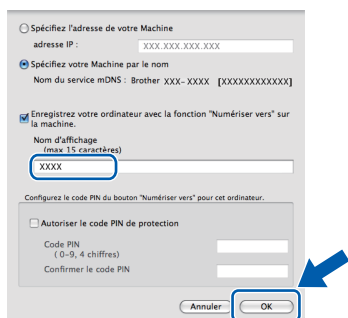 Spécifiez l'adresse de votre Machine
adresse IP : XXX.XXX.XXX.XXX
Spécifiez votre Machine par le nom
Nom du service mDNS : Brother XXX-XXXX [XXXXXXXXXXXX]
Enregistrez votre ordinateur avec la fonction "Numériser vers" sur
la machine.
Nom d'affichage
(max 15 caractères)
XXXX
Configurez le code PIN du bouton "Numériser vers" pour cet ordinateur.
Autoriser le code PIN de protection
Code PIN
( 0-9, 4 chiffres)
Confirmer le code PIN
Annuler OK